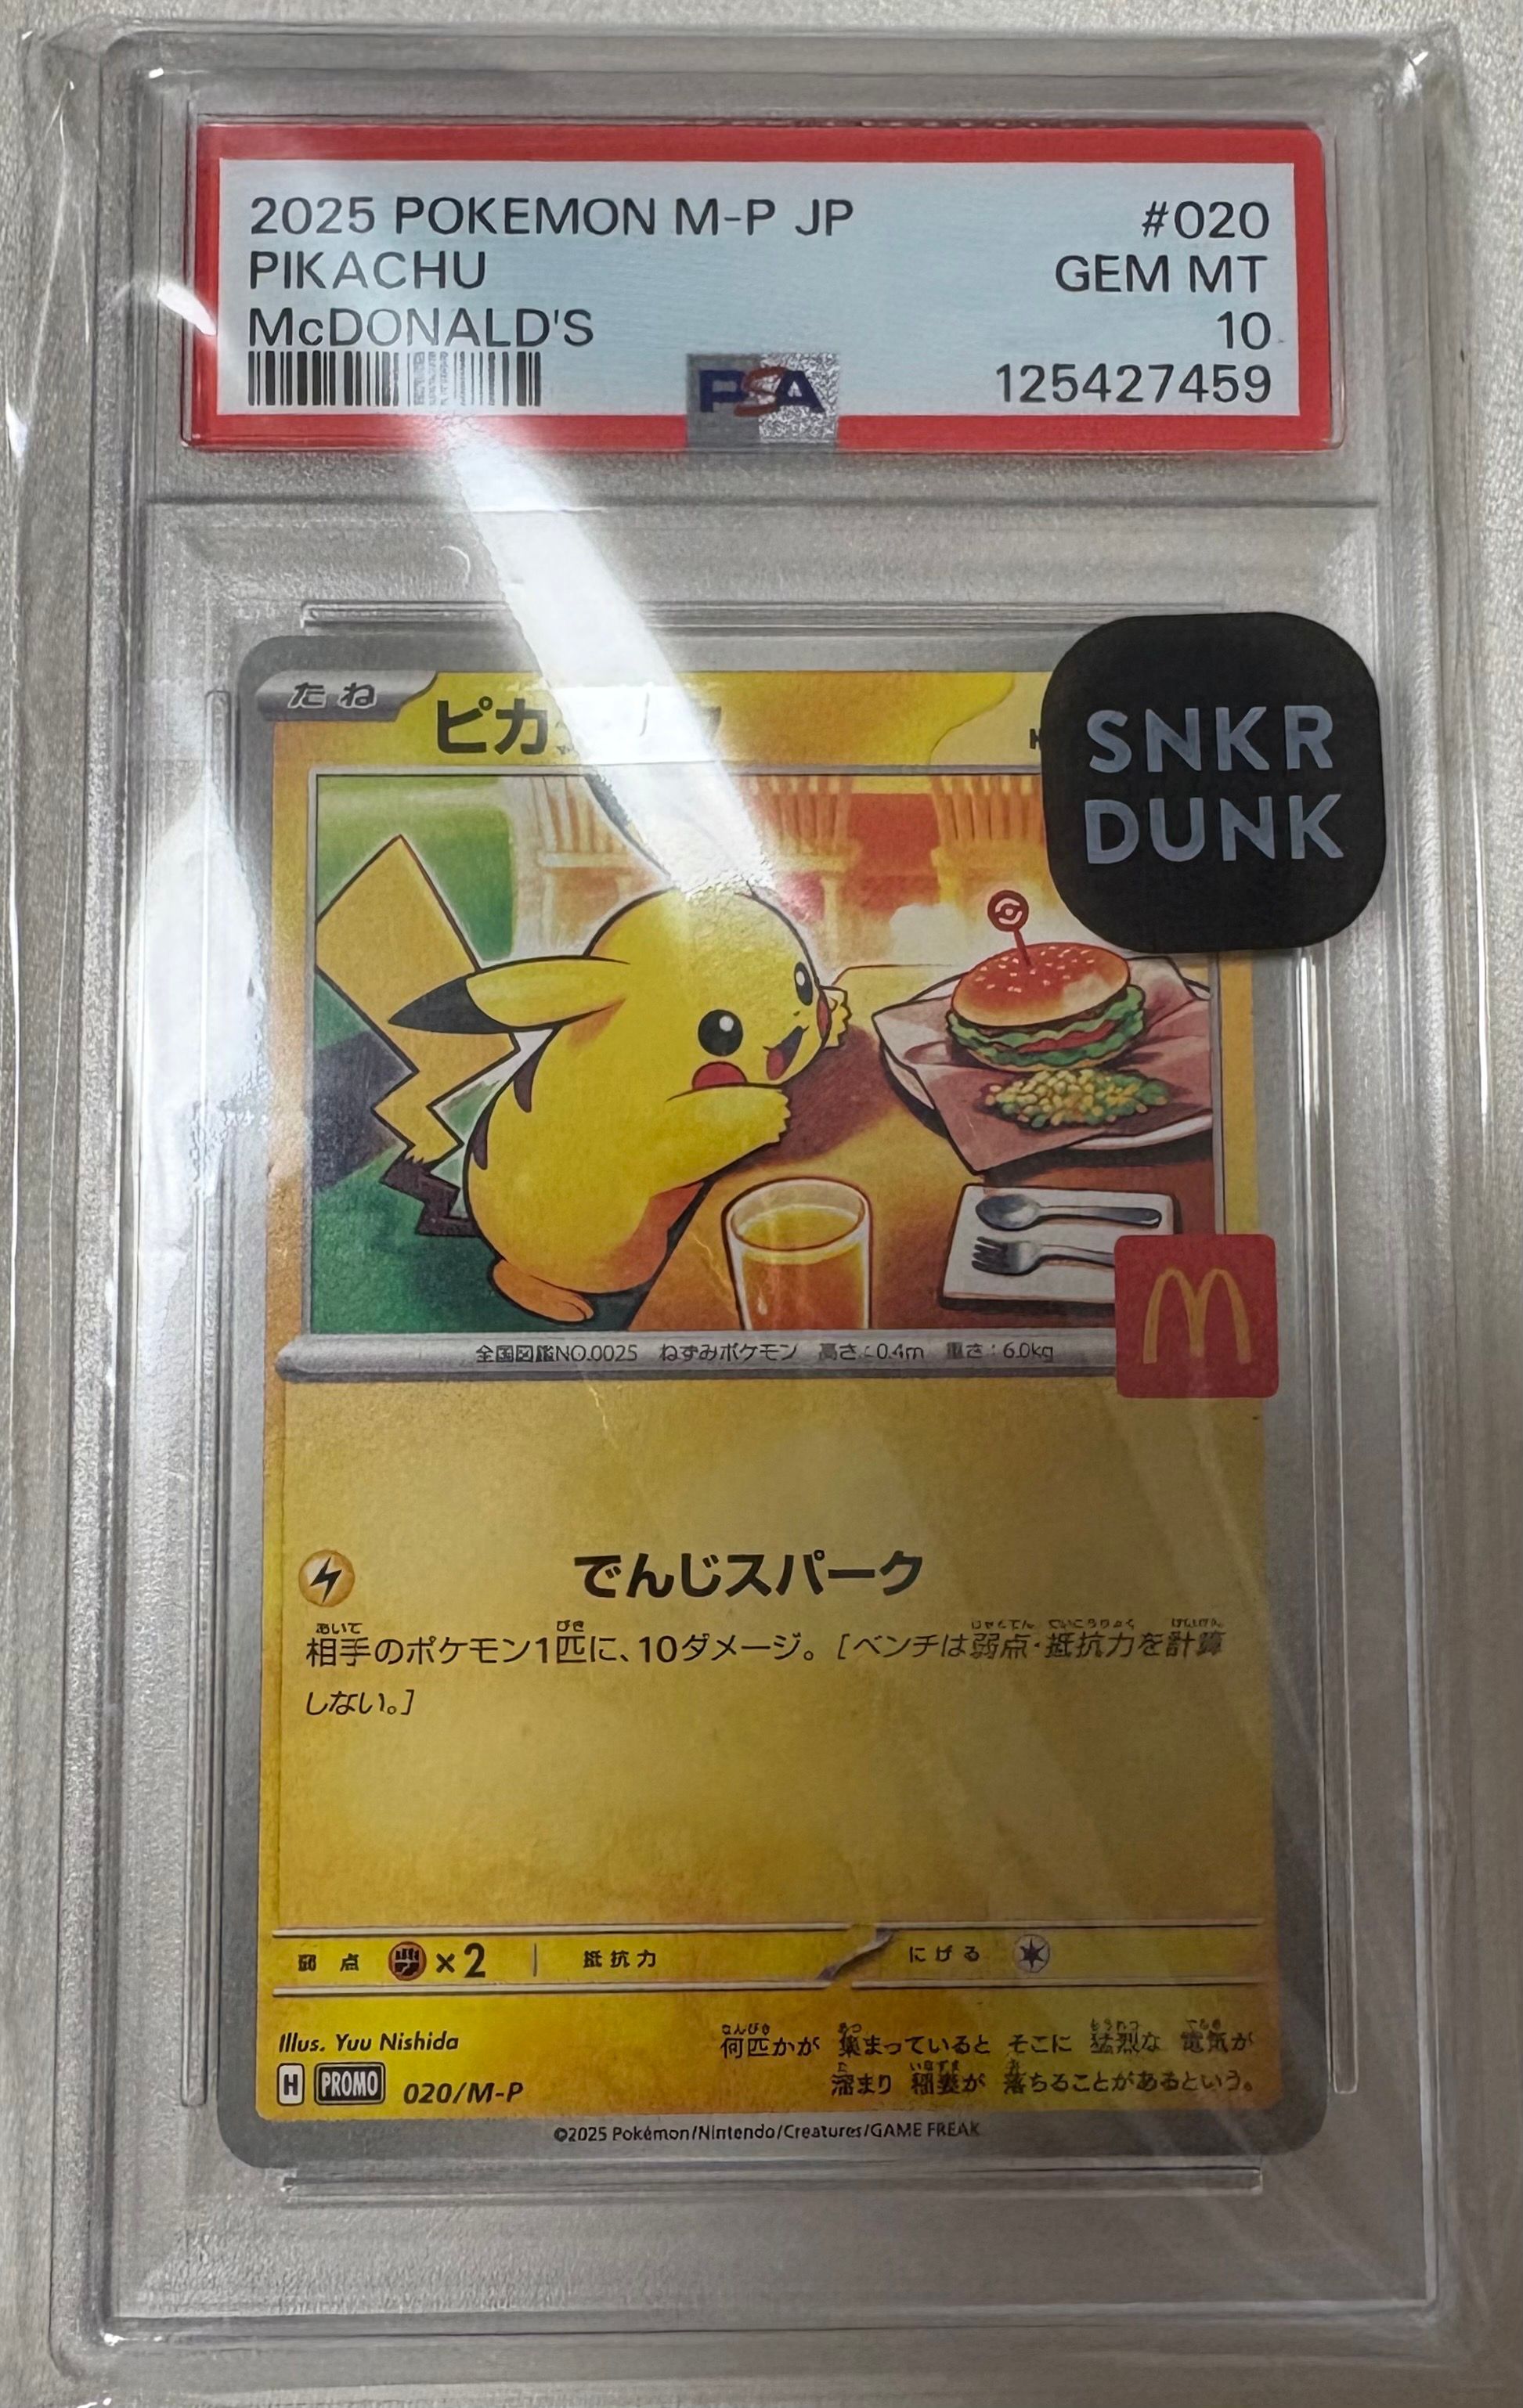 2025 POKEMON M-P JP #020
PIKACHU GEM MT
McDONALD'S 10
PSA 125427459
たね
ピカ
SNKR
DUNK
全国図鑑NO.0025 ねずみポケモン 高さ:0.4m 重さ:6.0kg
でんじスパーク
相手のポケモン1匹に、10ダメージ。[ベンチは弱点・抵抗力を計算
しない。]
弱点 ×2 抵抗力 にげる
Illus. Yuu Nishida
何匹かが 集まっていると そこに 猛烈な 電気が
溜まり 稲妻が 落ちることがあるという。
H PROMO 020/M-P
©2025 Pokémon/Nintendo/Creatures/GAME FREAK